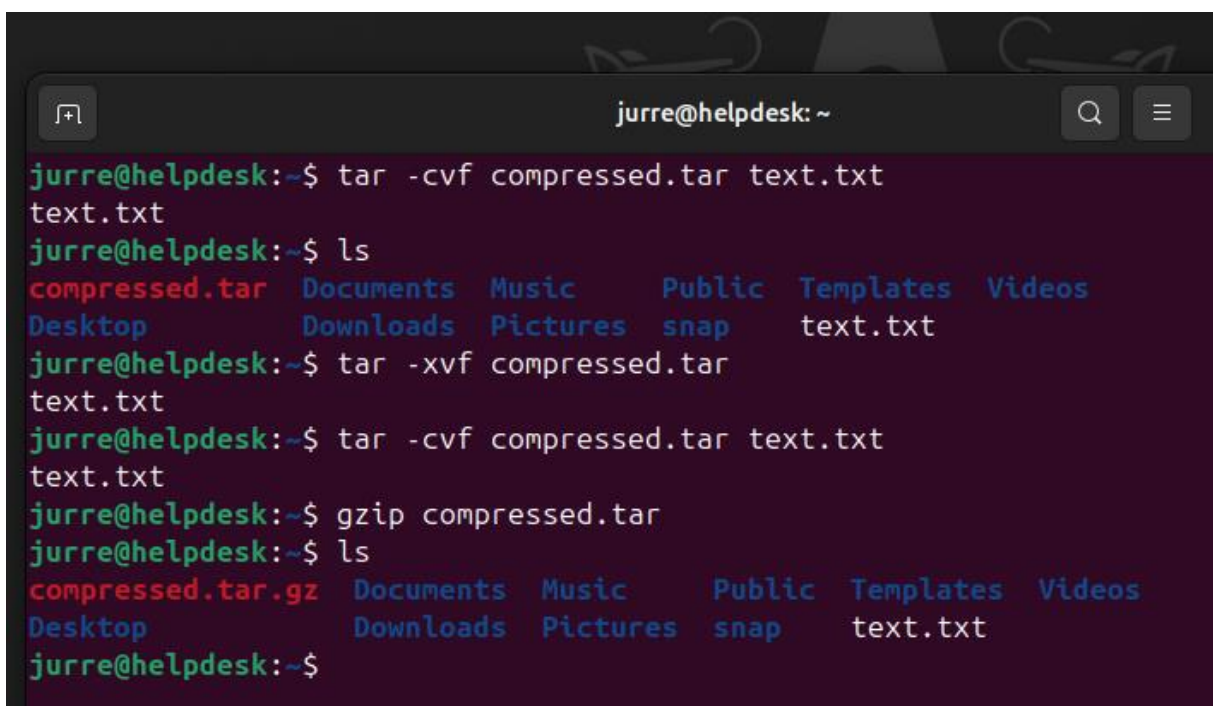 jurre@helpdesk: ~
jurre@helpdesk:~$ tar -cvf compressed.tar text.txt
text.txt
jurre@helpdesk:~$ ls
compressed.tar  Documents  Music     Public  Templates  Videos
Desktop         Downloads  Pictures  snap    text.txt
jurre@helpdesk:~$ tar -xvf compressed.tar
text.txt
jurre@helpdesk:~$ tar -cvf compressed.tar text.txt
text.txt
jurre@helpdesk:~$ gzip compressed.tar
jurre@helpdesk:~$ ls
compressed.tar.gz  Documents  Music     Public  Templates  Videos
Desktop            Downloads  Pictures  snap    text.txt
jurre@helpdesk:~$